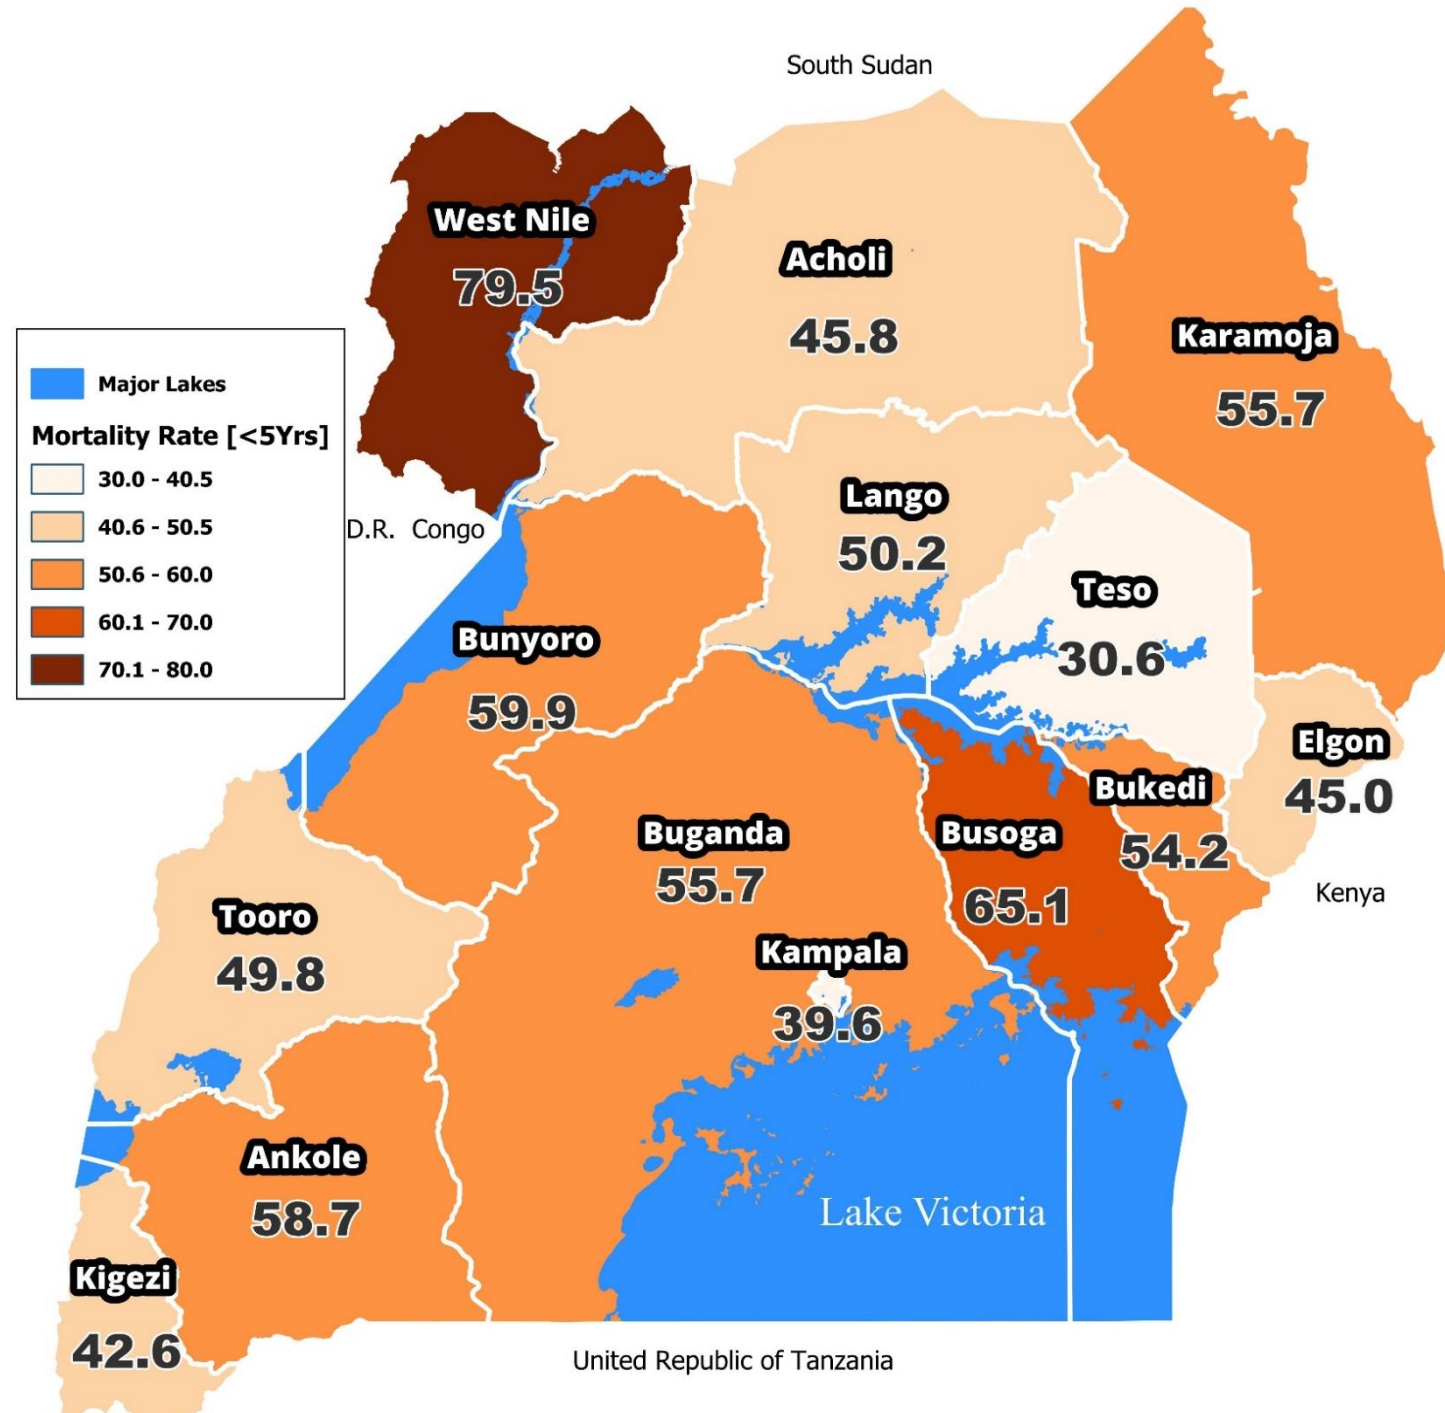 South Sudan
West Nile
79.5
Acholi
45.8
Karamoja
55.7
Major Lakes
Mortality Rate [<5Yrs]
30.0 - 40.5
40.6 - 50.5
50.6 - 60.0
60.1 - 70.0
70.1 - 80.0
D.R. Congo
Lango
50.2
Teso
30.6
Bunyoro
59.9
Elgon
45.0
Bukedi
54.2
Buganda
55.7
Busoga
65.1
Kenya
Tooro
49.8
Kampala
39.6
Ankole
58.7
Lake Victoria
Kigezi
42.6
United Republic of Tanzania